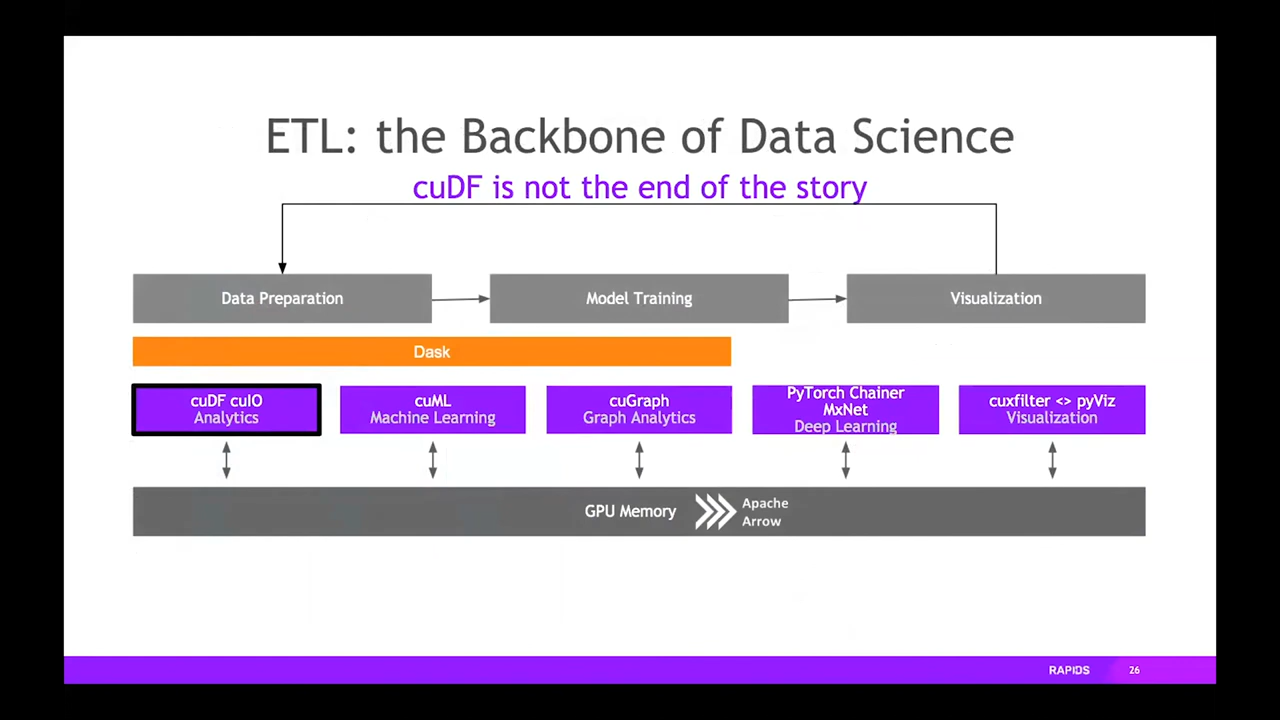 ETL: the Backbone of Data Science
cuDF is not the end of the story
Data Preparation
Model Training
Visualization
Dask
cuDF cuIO
Analytics
cuML
Machine Learning
cuGraph
Graph Analytics
PyTorch Chainer
MxNet
Deep Learning
cuxfilter <> pyViz
Visualization
GPU Memory
Apache
Arrow
RAPIDS
26